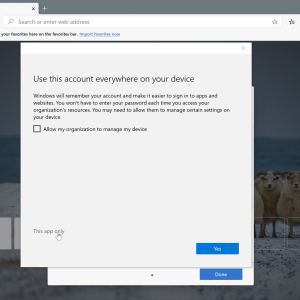 Search or enter web address
your favorites here on the favorites bar. Import favorites now
Use this account everywhere on your device
Windows will remember your account and make it easier to sign in to apps and
websites. You won't have to enter your password each time you access your
organization's resources. You may need to allow them to manage certain settings on
your device.
Allow my organization to manage my device
This app only
Yes
Done